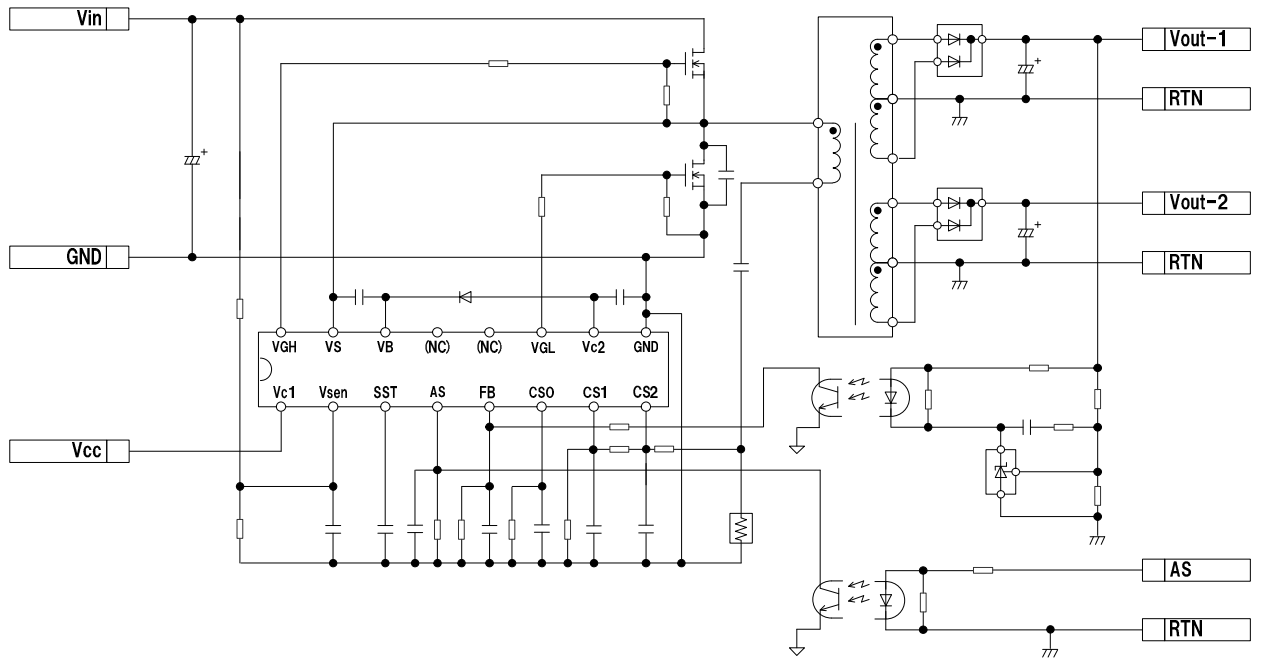 Vin
+
Vout-1
+
RTN
+
Vout-2
+
GND
RTN
VGH VS VB (NC) (NC) VGL Vc2 GND
Vc1 Vsen SST AS FB CSO CS1 CS2
Vcc
AS
RTN